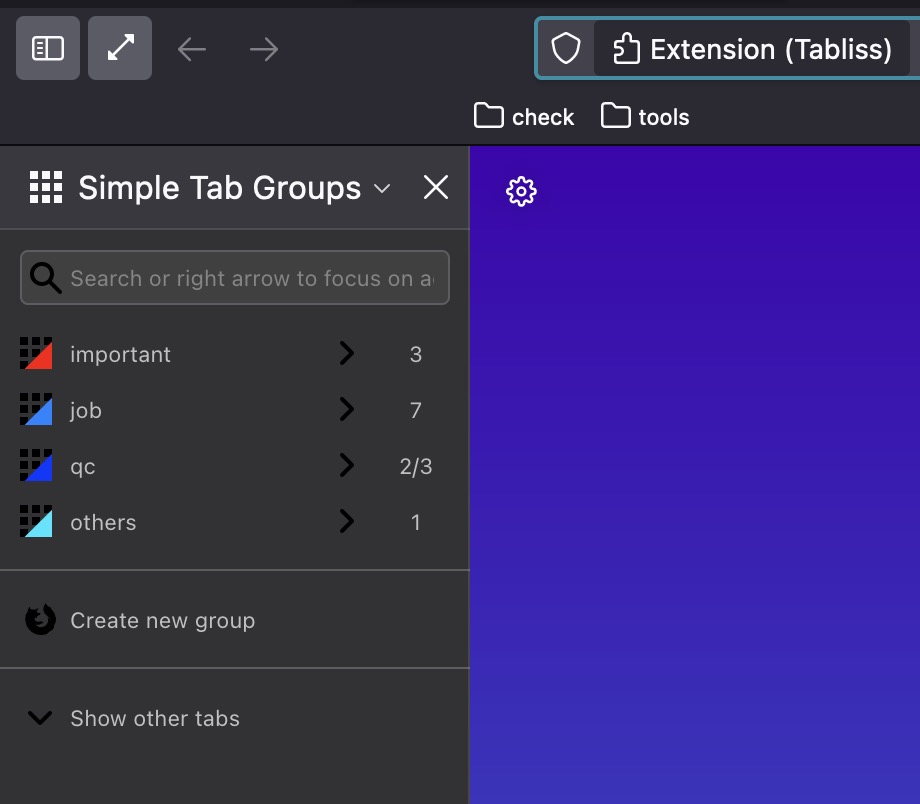 Extension (Tabliss)
check tools
Simple Tab Groups
Search or right arrow to focus on a
important 3
job 7
qc 2/3
others 1
Create new group
Show other tabs